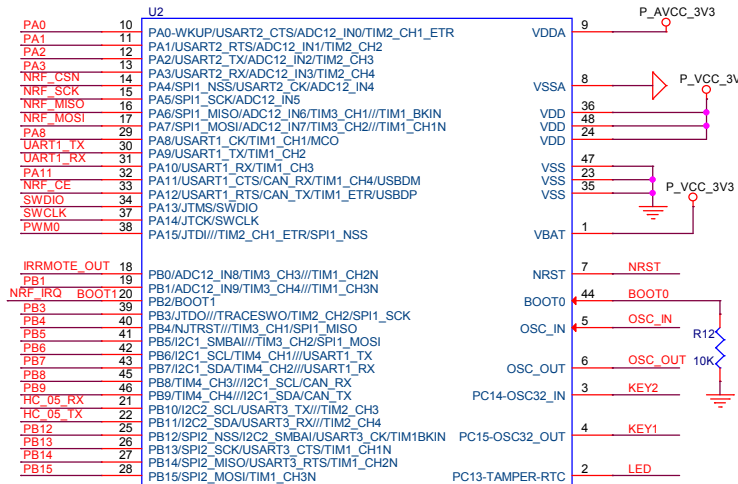 U2
PA0 10 PA0-WKUP/USART2_CTS/ADC12_IN0/TIM2_CH1_ETR
PA1 11 PA1/USART2_RTS/ADC12_IN1/TIM2_CH2
PA2 12 PA2/USART2_TX/ADC12_IN2/TIM2_CH3
PA3 13 PA3/USART2_RX/ADC12_IN3/TIM2_CH4
NRF_CSN 14 PA4/SPI1_NSS/USART2_CK/ADC12_IN4
NRF_SCK 15 PA5/SPI1_SCK/ADC12_IN5
NRF_MISO 16 PA6/SPI1_MISO/ADC12_IN6/TIM3_CH1///TIM1_BKIN
NRF_MOSI 17 PA7/SPI1_MOSI/ADC12_IN7/TIM3_CH2///TIM1_CH1N
PA8 29 PA8/USART1_CK/TIM1_CH1/MCO
UART1_TX 30 PA9/USART1_TX/TIM1_CH2
UART1_RX 31 PA10/USART1_RX/TIM1_CH3
PA11 32 PA11/USART1_CTS/CAN_RX/TIM1_CH4/USBDM
NRF_CE 33 PA12/USART1_RTS/CAN_TX/TIM1_ETR/USBDP
SWDIO 34 PA13/JTMS/SWDIO
SWCLK 37 PA14/JTCK/SWCLK
PWM0 38 PA15/JTDI///TIM2_CH1_ETR/SPI1_NSS
IRRMOTE_OUT 18 PB0/ADC12_IN8/TIM3_CH3///TIM1_CH2N
PB1 19 PB1/ADC12_IN9/TIM3_CH4///TIM1_CH3N
NRF_IRQ BOOT1 20 PB2/BOOT1
PB3 39 PB3/JTDO///TRACESWO/TIM2_CH2/SPI1_SCK
PB4 40 PB4/NJTRST///TIM3_CH1/SPI1_MISO
PB5 41 PB5/I2C1_SMBAI///TIM3_CH2/SPI1_MOSI
PB6 42 PB6/I2C1_SCL/TIM4_CH1///USART1_TX
PB7 43 PB7/I2C1_SDA/TIM4_CH2///USART1_RX
PB8 45 PB8/TIM4_CH3///I2C1_SCL/CAN_RX
PB9 46 PB9/TIM4_CH4///I2C1_SDA/CAN_TX
HC_05_RX 21 PB10/I2C2_SCL/USART3_TX///TIM2_CH3
HC_05_TX 22 PB11/I2C2_SDA/USART3_RX///TIM2_CH4
PB12 25 PB12/SPI2_NSS/I2C2_SMBAI/USART3_CK/TIM1BKIN
PB13 26 PB13/SPI2_SCK/USART3_CTS/TIM1_CH1N
PB14 27 PB14/SPI2_MISO/USART3_RTS/TIM1_CH2N
PB15 28 PB15/SPI2_MOSI/TIM1_CH3N
P_AVCC_3V3
VDDA 9
VSSA 8
P_VCC_3V
VDD 36
VDD 48
VDD 24
VSS 47
VSS 23
VSS 35
P_VCC_3V3
VBAT 1
NRST 7 NRST
BOOT0 44 BOOT0
OSC_IN 5 OSC_IN
R12
10K
OSC_OUT 6 OSC_OUT
PC14-OSC32_IN 3 KEY2
PC15-OSC32_OUT 4 KEY1
PC13-TAMPER-RTC 2 LED